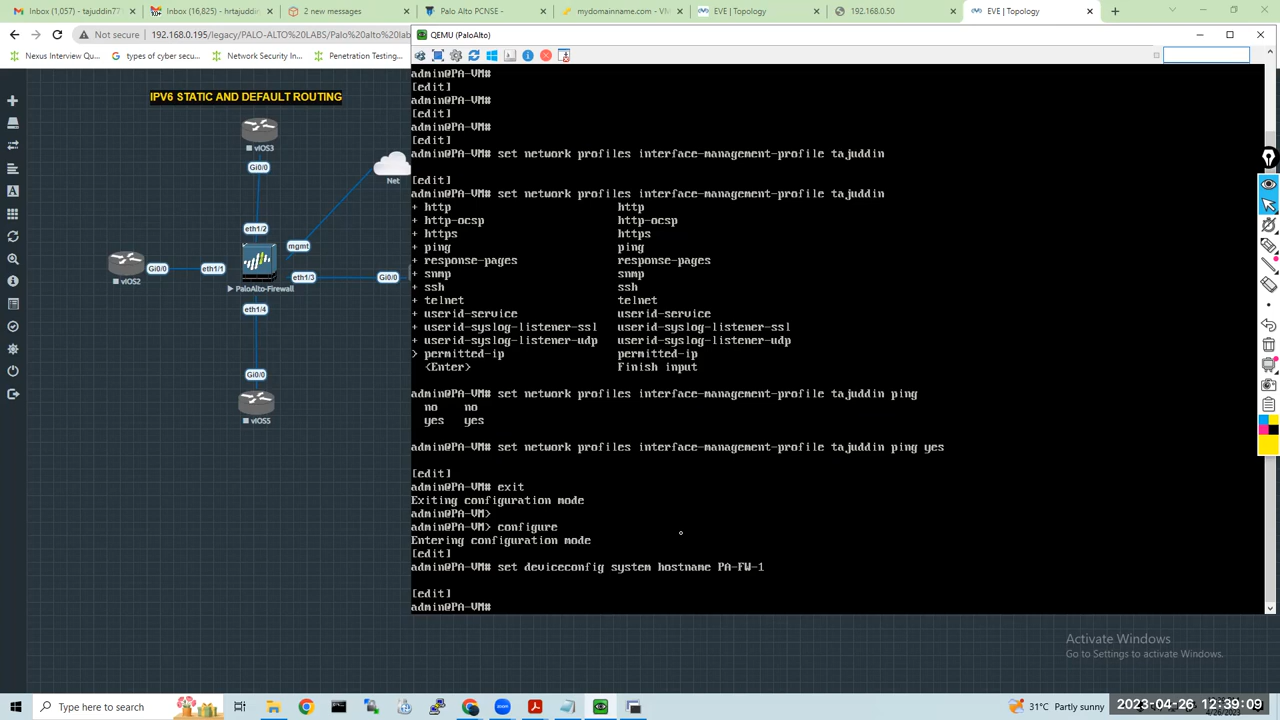 Inbox (1,057) - tajuddin77
Inbox (16,825) - hrtajuddi
2 new messages
Palo Alto PCNSE -
mydomainname.com - VM
EVE | Topology
192.168.0.50
EVE | Topology
Not secure
192.168.0.195/legacy/PALO-ALTO%20LABS/Palo%20alto%20lab
QEMU (PaloAlto)
Nexus Interview Qu
types of cyber secu
Network Security In
Penetration Testing
IPV6 STATIC AND DEFAULT ROUTING
vIOS3
Gi0/0
Net
eth1/2
mgmt
Gi0/0
eth1/1
eth1/3
Gi0/0
vIOS2
PaloAlto-Firewall
eth1/4
Gi0/0
vIOS5
admin@PA-VM#
[edit]
admin@PA-VM#
[edit]
admin@PA-VM#
[edit]
admin@PA-VM# set network profiles interface-management-profile tajuddin
[edit]
admin@PA-VM# set network profiles interface-management-profile tajuddin
+ http http
+ http-ocsp http-ocsp
+ https https
+ ping ping
+ response-pages response-pages
+ snmp snmp
+ ssh ssh
+ telnet telnet
+ userid-service userid-service
+ userid-syslog-listener-ssl userid-syslog-listener-ssl
+ userid-syslog-listener-udp userid-syslog-listener-udp
> permitted-ip permitted-ip
<Enter> Finish input
admin@PA-VM# set network profiles interface-management-profile tajuddin ping
no no
yes yes
admin@PA-VM# set network profiles interface-management-profile tajuddin ping yes
[edit]
admin@PA-VM# exit
Exiting configuration mode
admin@PA-VM>
admin@PA-VM> configure
Entering configuration mode
[edit]
admin@PA-VM# set deviceconfig system hostname PA-FW-1
[edit]
admin@PA-VM#
Activate Windows
Go to Settings to activate Windows.
Type here to search
31°C Partly sunny
2023-04-26 12:39:09